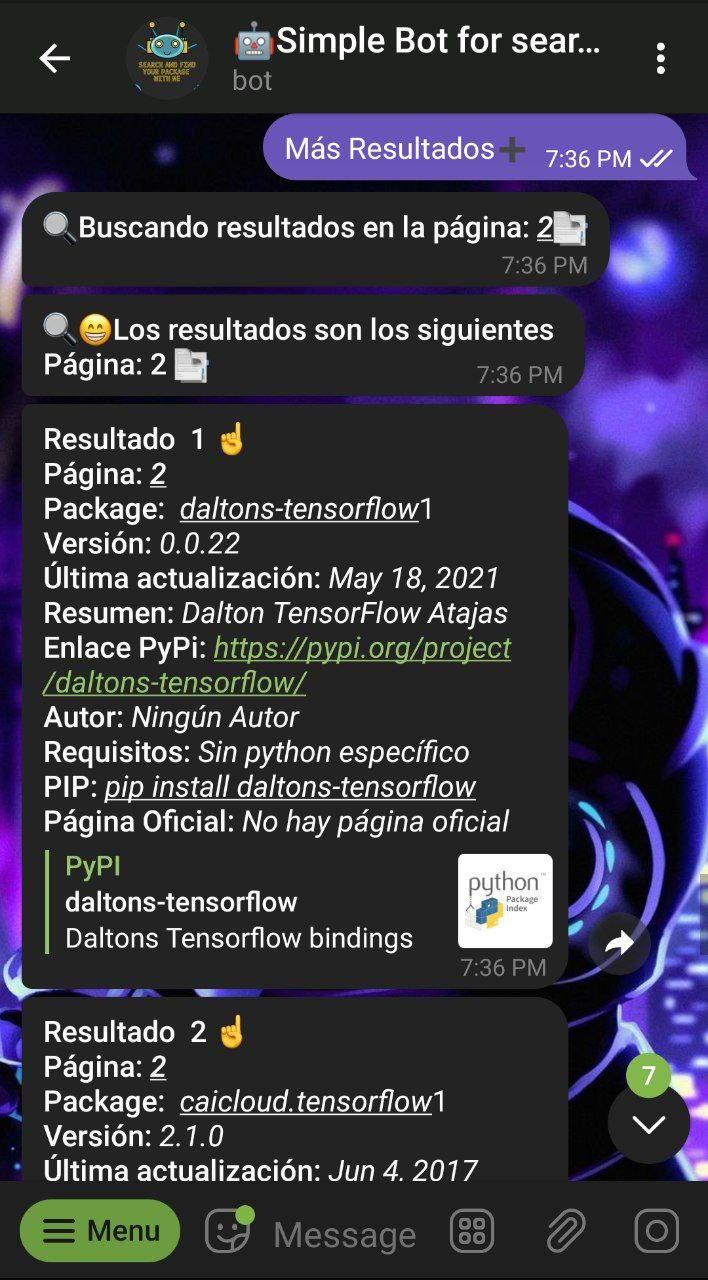 🤖Simple Bot for sear...
SEARCH AND FIND
YOUR PACKAGE
WITH ME
bot
Más Resultados➕ 7:36 PM
🔍Buscando resultados en la página: 2📑
7:36 PM
🔍😁Los resultados son los siguientes
Página: 2 📑
7:36 PM
Resultado 1 ☝
Página: 2
Package: daltons-tensorflow1
Versión: 0.0.22
Última actualización: May 18, 2021
Resumen: Dalton TensorFlow Atajas
Enlace PyPi: https://pypi.org/project
/daltons-tensorflow/
Autor: Ningún Autor
Requisitos: Sin python específico
PIP: pip install daltons-tensorflow
Página Oficial: No hay página oficial
PyPI
daltons-tensorflow
Daltons Tensorflow bindings
python™
Package
Index
7:36 PM
Resultado 2 ☝
Página: 2
Package: caicloud.tensorflow1
Versión: 2.1.0
Última actualización: Jun 4, 2017
7
Menu
Message